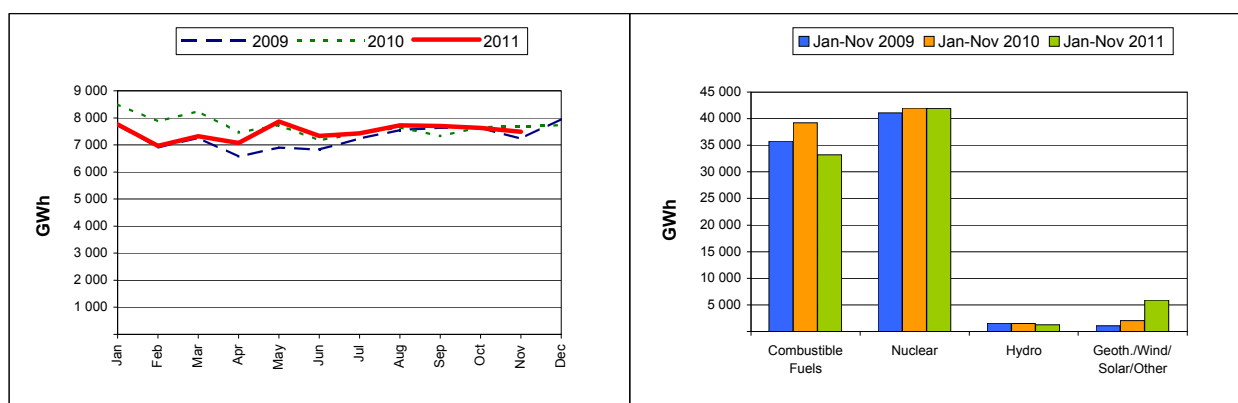 2009 2010 2011
9 000
8 000
7 000
6 000
5 000
4 000
3 000
2 000
1 000
GWh
Jan Feb Mar Apr May Jun Jul Aug Sep Oct Nov Dec
Jan-Nov 2009 Jan-Nov 2010 Jan-Nov 2011
45 000
40 000
35 000
30 000
25 000
20 000
15 000
10 000
5 000
GWh
Combustible Nuclear Hydro Geoth./Wind/
Fuels Solar/Other